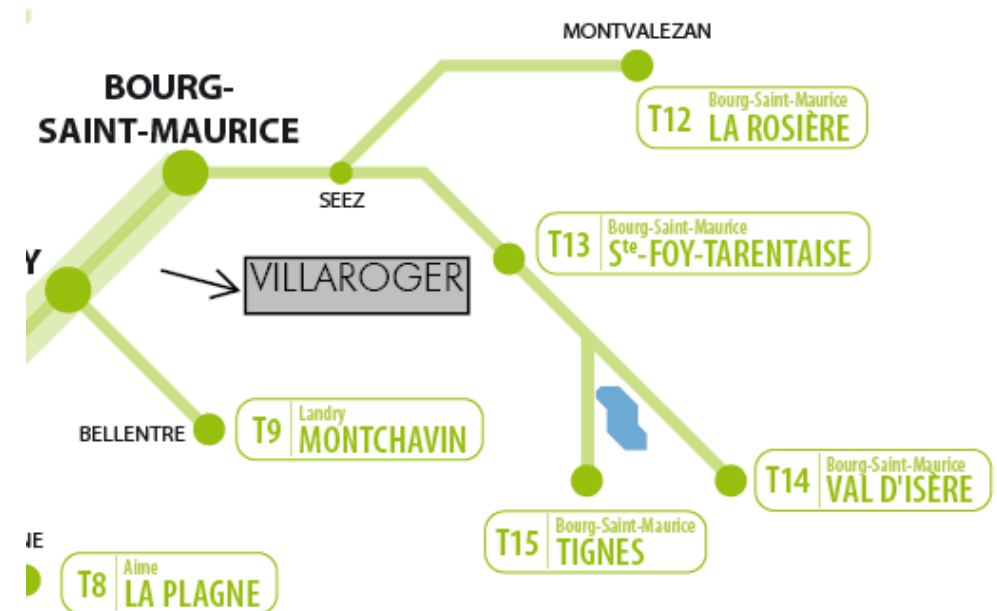 MONTVALEZAN
BOURG-
SAINT-MAURICE
T12 Bourg-Saint-Maurice
LA ROSIÈRE
SEEZ
T13 Bourg-Saint-Maurice
Ste-FOY-TARENTAISE
Y
VILLAROGER
BELLENTRE
T9 Landry
MONTCHAVIN
T14 Bourg-Saint-Maurice
VAL D'ISÈRE
T15 Bourg-Saint-Maurice
TIGNES
NE
T8 Aime
LA PLAGNE